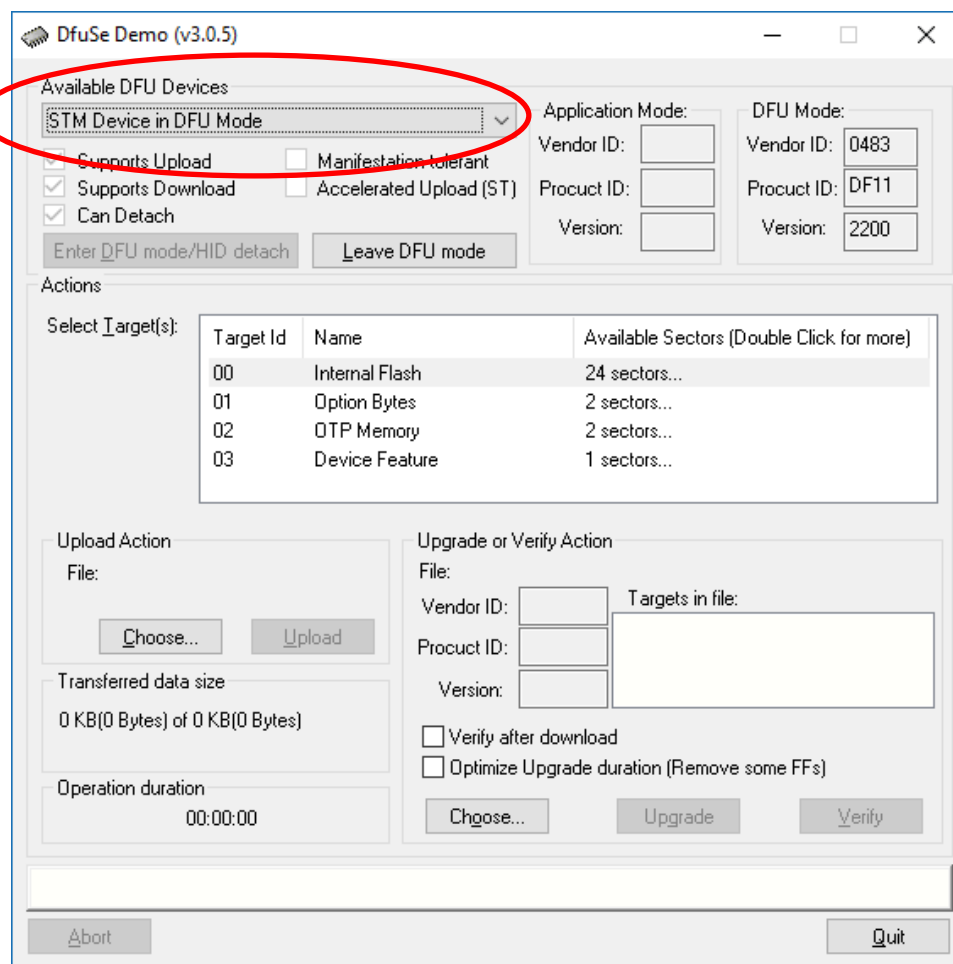 DfuSe Demo (v3.0.5)
Available DFU Devices
STM Device in DFU Mode
Supports Upload
Manifestation tolerant
Supports Download
Accelerated Upload (ST)
Can Detach
Enter DFU mode/HID detach
Leave DFU mode
Application Mode:
Vendor ID:
Procuct ID:
Version:
DFU Mode:
Vendor ID: 0483
Procuct ID: DF11
Version: 2200
Actions
Select Target(s):
Target Id Name Available Sectors (Double Click for more)
00 Internal Flash 24 sectors...
01 Option Bytes 2 sectors...
02 OTP Memory 2 sectors...
03 Device Feature 1 sectors...
Upload Action
File:
Choose... Upload
Transferred data size
0 KB(0 Bytes) of 0 KB(0 Bytes)
Operation duration
00:00:00
Upgrade or Verify Action
File:
Vendor ID:
Procuct ID:
Version:
Targets in file:
Verify after download
Optimize Upgrade duration (Remove some FFs)
Choose... Upgrade Verify
Abort Quit